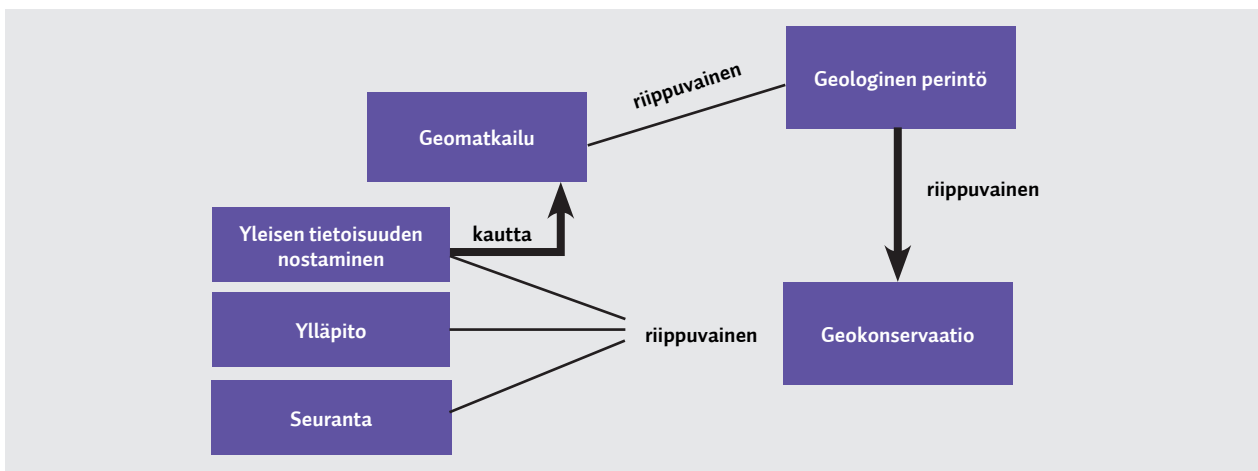 Geologinen perintö
riippuvainen
Geomatkailu
riippuvainen
Yleisen tietoisuuden
nostaminen
kautta
Ylläpito
riippuvainen
Geokonservaatio
Seuranta